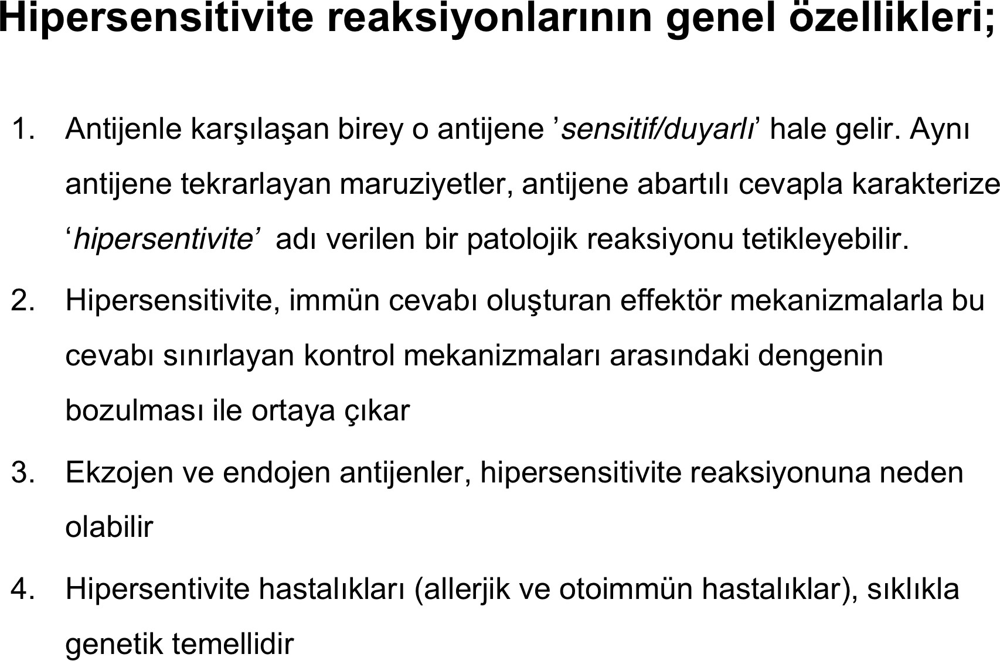 Hipersensitivite reaksiyonlarının genel özellikleri;
1. Antijenle karşılaşan birey o antijene ’sensitif/duyarlı’ hale gelir. Aynı
antijene tekrarlayan maruziyetler, antijene abartılı cevapla karakterize
‘hipersentivite’ adı verilen bir patolojik reaksiyonu tetikleyebilir.
2. Hipersensitivite, immün cevabı oluşturan effektör mekanizmalarla bu
cevabı sınırlayan kontrol mekanizmaları arasındaki dengenin
bozulması ile ortaya çıkar
3. Ekzojen ve endojen antijenler, hipersensitivite reaksiyonuna neden
olabilir
4. Hipersentivite hastalıkları (allerjik ve otoimmün hastalıklar), sıklıkla
genetik temellidir